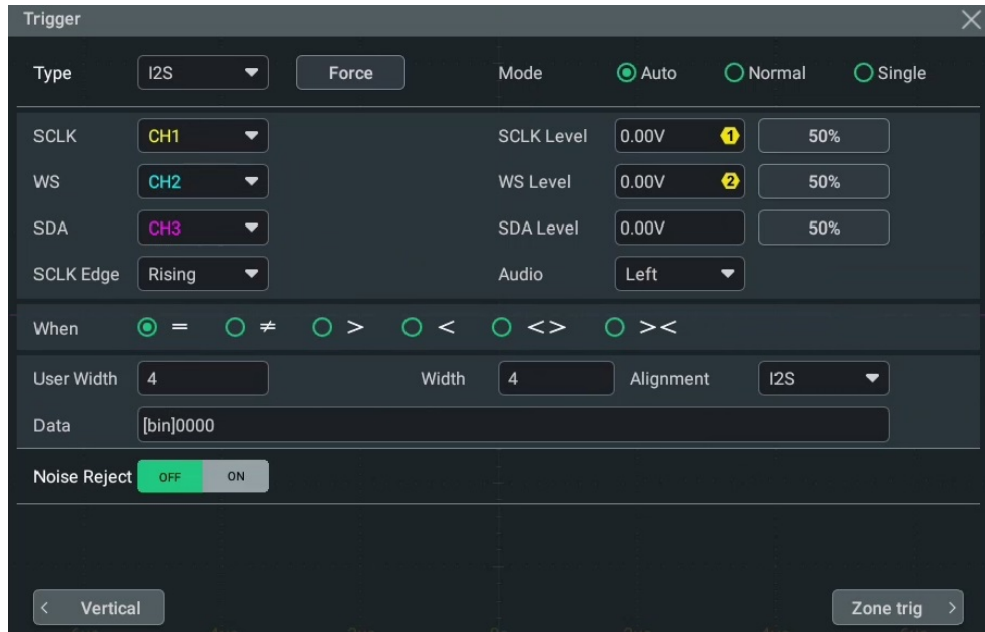 Trigger
Type I2S Force Mode Auto Normal Single
SCLK CH1 SCLK Level 0.00V 1 50%
WS CH2 WS Level 0.00V 2 50%
SDA CH3 SDA Level 0.00V 50%
SCLK Edge Rising Audio Left
When = ≠ > < <> ><
User Width 4 Width 4 Alignment I2S
Data [bin]0000
Noise Reject OFF ON
< Vertical Zone trig >